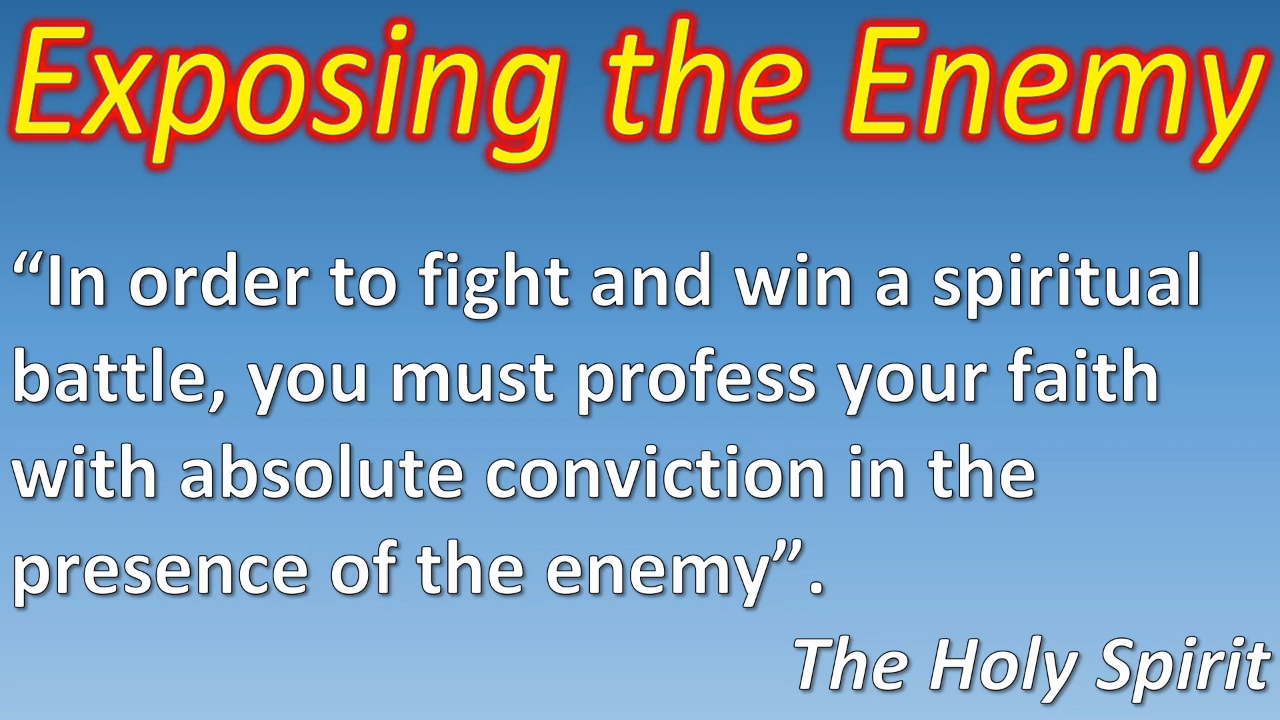 Exposing the Enemy
“In order to fight and win a spiritual
battle, you must profess your faith
with absolute conviction in the
presence of the enemy”.
The Holy Spirit